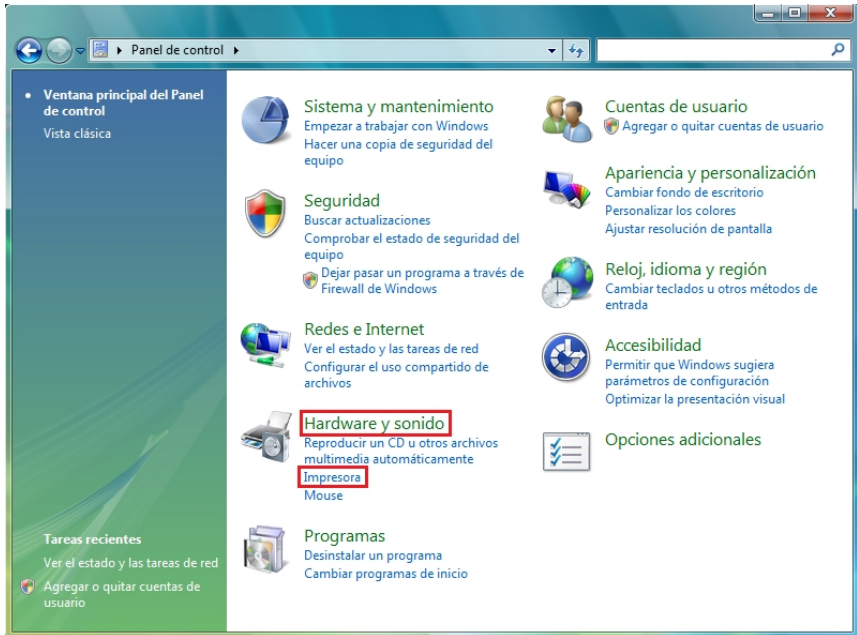 Panel de control
Ventana principal del Panel
de control
Vista clásica
Sistema y mantenimiento
Empezar a trabajar con Windows
Hacer una copia de seguridad del
equipo
Seguridad
Buscar actualizaciones
Comprobar el estado de seguridad del
equipo
Dejar pasar un programa a través de
Firewall de Windows
Redes e Internet
Ver el estado y las tareas de red
Configurar el uso compartido de
archivos
Hardware y sonido
Reproducir un CD u otros archivos
multimedia automáticamente
Impresora
Mouse
Programas
Desinstalar un programa
Cambiar programas de inicio
Cuentas de usuario
Agregar o quitar cuentas de usuario
Apariencia y personalización
Cambiar fondo de escritorio
Personalizar los colores
Ajustar resolución de pantalla
Reloj, idioma y región
Cambiar teclados u otros métodos de
entrada
Accesibilidad
Permitir que Windows sugiera
parámetros de configuración
Optimizar la presentación visual
Opciones adicionales
Tareas recientes
Ver el estado y las tareas de red
Agregar o quitar cuentas de
usuario